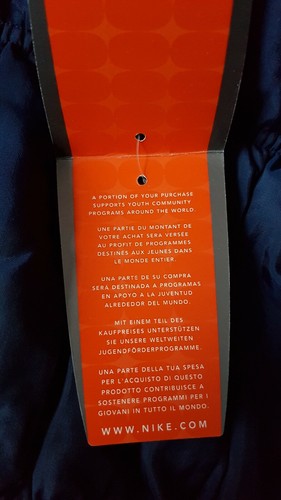 A PORTION OF YOUR PURCHASE
SUPPORTS YOUTH COMMUNITY
PROGRAMS AROUND THE WORLD.
UNE PARTIE DU MONTANT DE
VOTRE ACHAT SERA VERSÉE
AU PROFIT DE PROGRAMMES
DESTINÉS AUX JEUNES DANS
LE MONDE ENTIER.
UNA PARTE DE SU COMPRA
SERÁ DESTINADA A PROGRAMAS
EN APOYO A LA JUVENTUD
ALREDEDOR DEL MUNDO.
MIT EINEM TEIL DES
KAUFPREISES UNTERSTÜTZEN
SIE UNSERE WELTWEITEN
JUGENDFÖRDERPROGRAMME.
UNA PARTE DELLA TUA SPESA
PER L'ACQUISTO DI QUESTO
PRODOTTO CONTRIBUISCE A
SOSTENERE PROGRAMMI PER I
GIOVANI IN TUTTO IL MONDO.
WWW.NIKE.COM